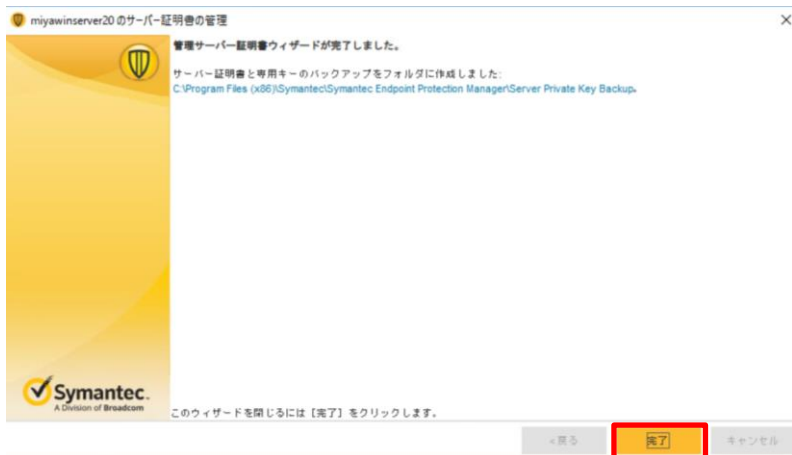 miyawinserver20 のサーバー証明書の管理
管理サーバー証明書ウィザードが完了しました。
サーバー証明書と専用キーのバックアップをフォルダに作成しました:
C:\Program Files (x86)\Symantec\Symantec Endpoint Protection Manager\Server Private Key Backup。
Symantec.
A Division of Broadcom
このウィザードを閉じるには [完了] をクリックします。
<戻る
完了
キャンセル